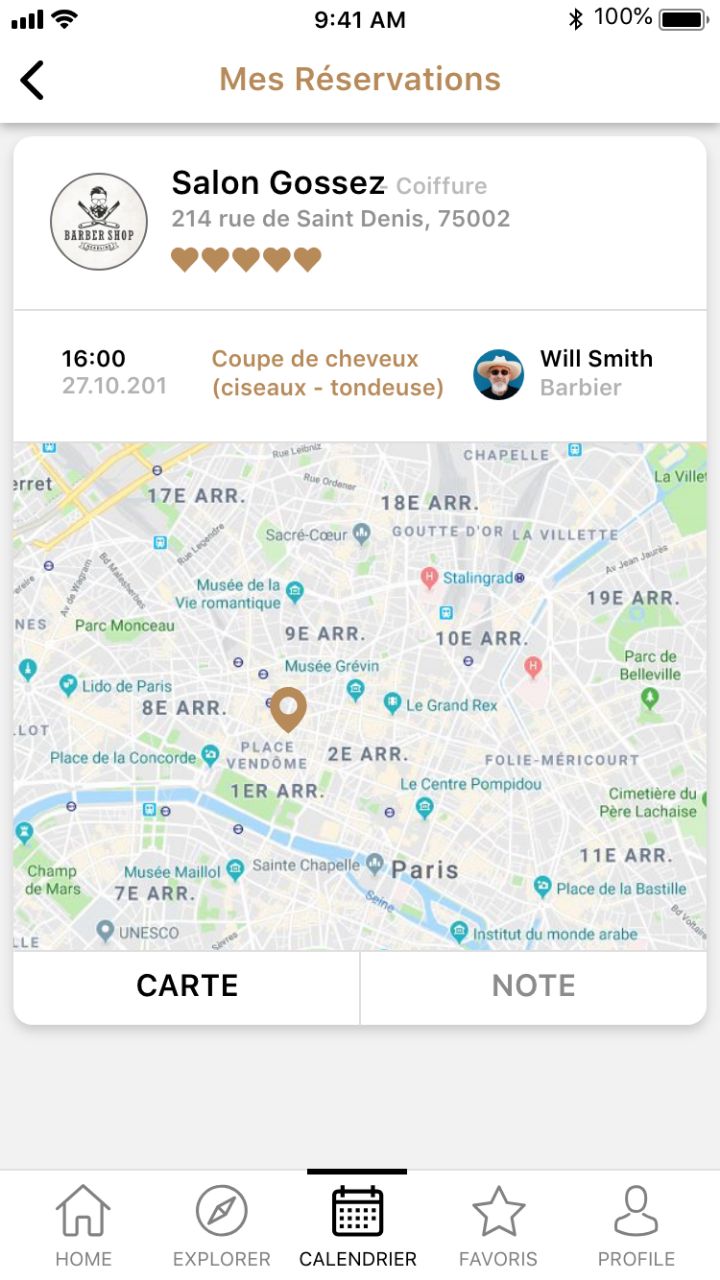 9:41 AM
100%
Mes Réservations
Salon Gossez - Coiffure
BARBER SHOP
214 rue de Saint Denis, 75002
16:00
27.10.201
Coupe de cheveux
(ciseaux - tondeuse)
Will Smith
Barbier
Rue Leibniz
CHAPELLE
erret
La Villet
Rue Ordener
17E ARR.
18E ARR.
Sacré-Cœur
GOUTTE D'OR
LA VILLETTE
Rue Legendre
Av Jean Jaurès
Bd Malesherbes
Av de Wagram
Stalingrad
Musée de la
Vie romantique
19E ARR.
NES
Parc Monceau
9E ARR.
10E ARR.
Musée Grévin
Parc de
Belleville
Lido de Paris
8E ARR.
Le Grand Rex
LOT
PLACE
VENDÔME
2E ARR.
Place de la Concorde
FOLIE-MÉRICOURT
1ER ARR.
Le Centre Pompidou
Cimetière du
Père Lachaise
11E ARR.
Champ
de Mars
Musée Maillol
Sainte Chapelle
Paris
7E ARR.
Place de la Bastille
Seine
Bd Voltaire
UNESCO
Sèvres
Institut du monde arabe
LLE
CARTE
NOTE
HOME
EXPLORER
CALENDRIER
FAVORIS
PROFILE